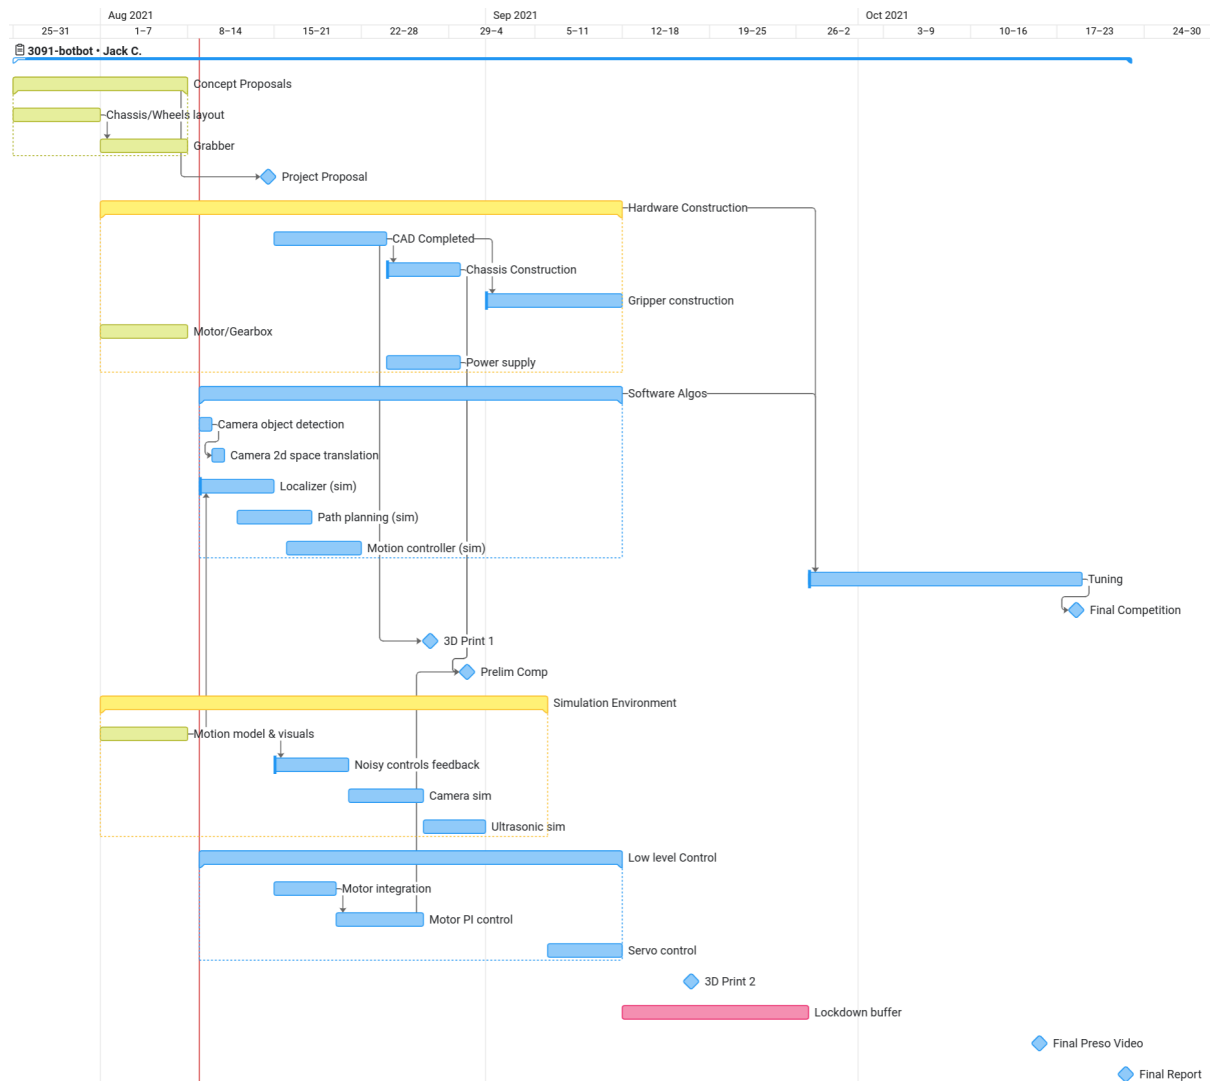 Aug 2021 Sep 2021 Oct 2021
25–31 1–7 8–14 15–21 22–28 29–4 5–11 12–18 19–25 26–2 3–9 10–16 17–23 24–30
3091-botbot • Jack C.
Concept Proposals
Chassis/Wheels layout
Grabber
Project Proposal
Hardware Construction
CAD Completed
Chassis Construction
Gripper construction
Motor/Gearbox
Power supply
Software Algos
Camera object detection
Camera 2d space translation
Localizer (sim)
Path planning (sim)
Motion controller (sim)
Tuning
Final Competition
3D Print 1
Prelim Comp
Simulation Environment
Motion model & visuals
Noisy controls feedback
Camera sim
Ultrasonic sim
Low level Control
Motor integration
Motor PI control
Servo control
3D Print 2
Lockdown buffer
Final Preso Video
Final Report